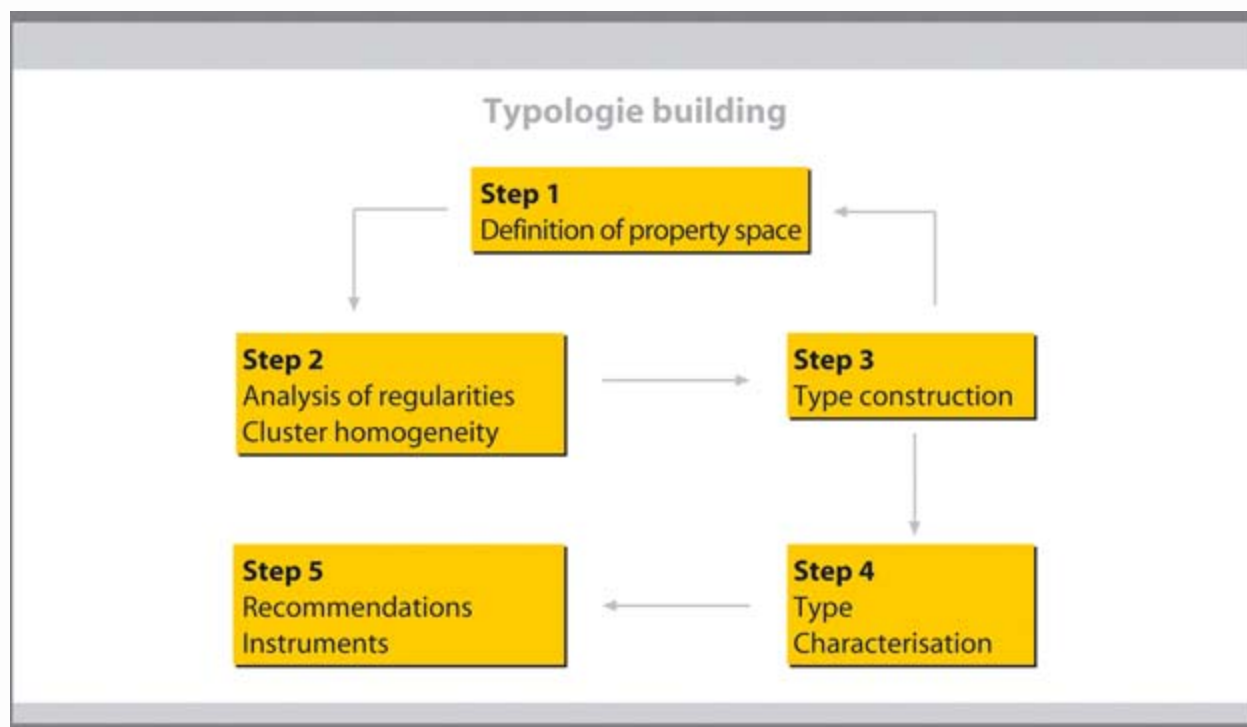 Typologie building
Step 1
Definition of property space
Step 2
Analysis of regularities
Cluster homogeneity
Step 3
Type construction
Step 5
Recommendations
Instruments
Step 4
Type
Characterisation